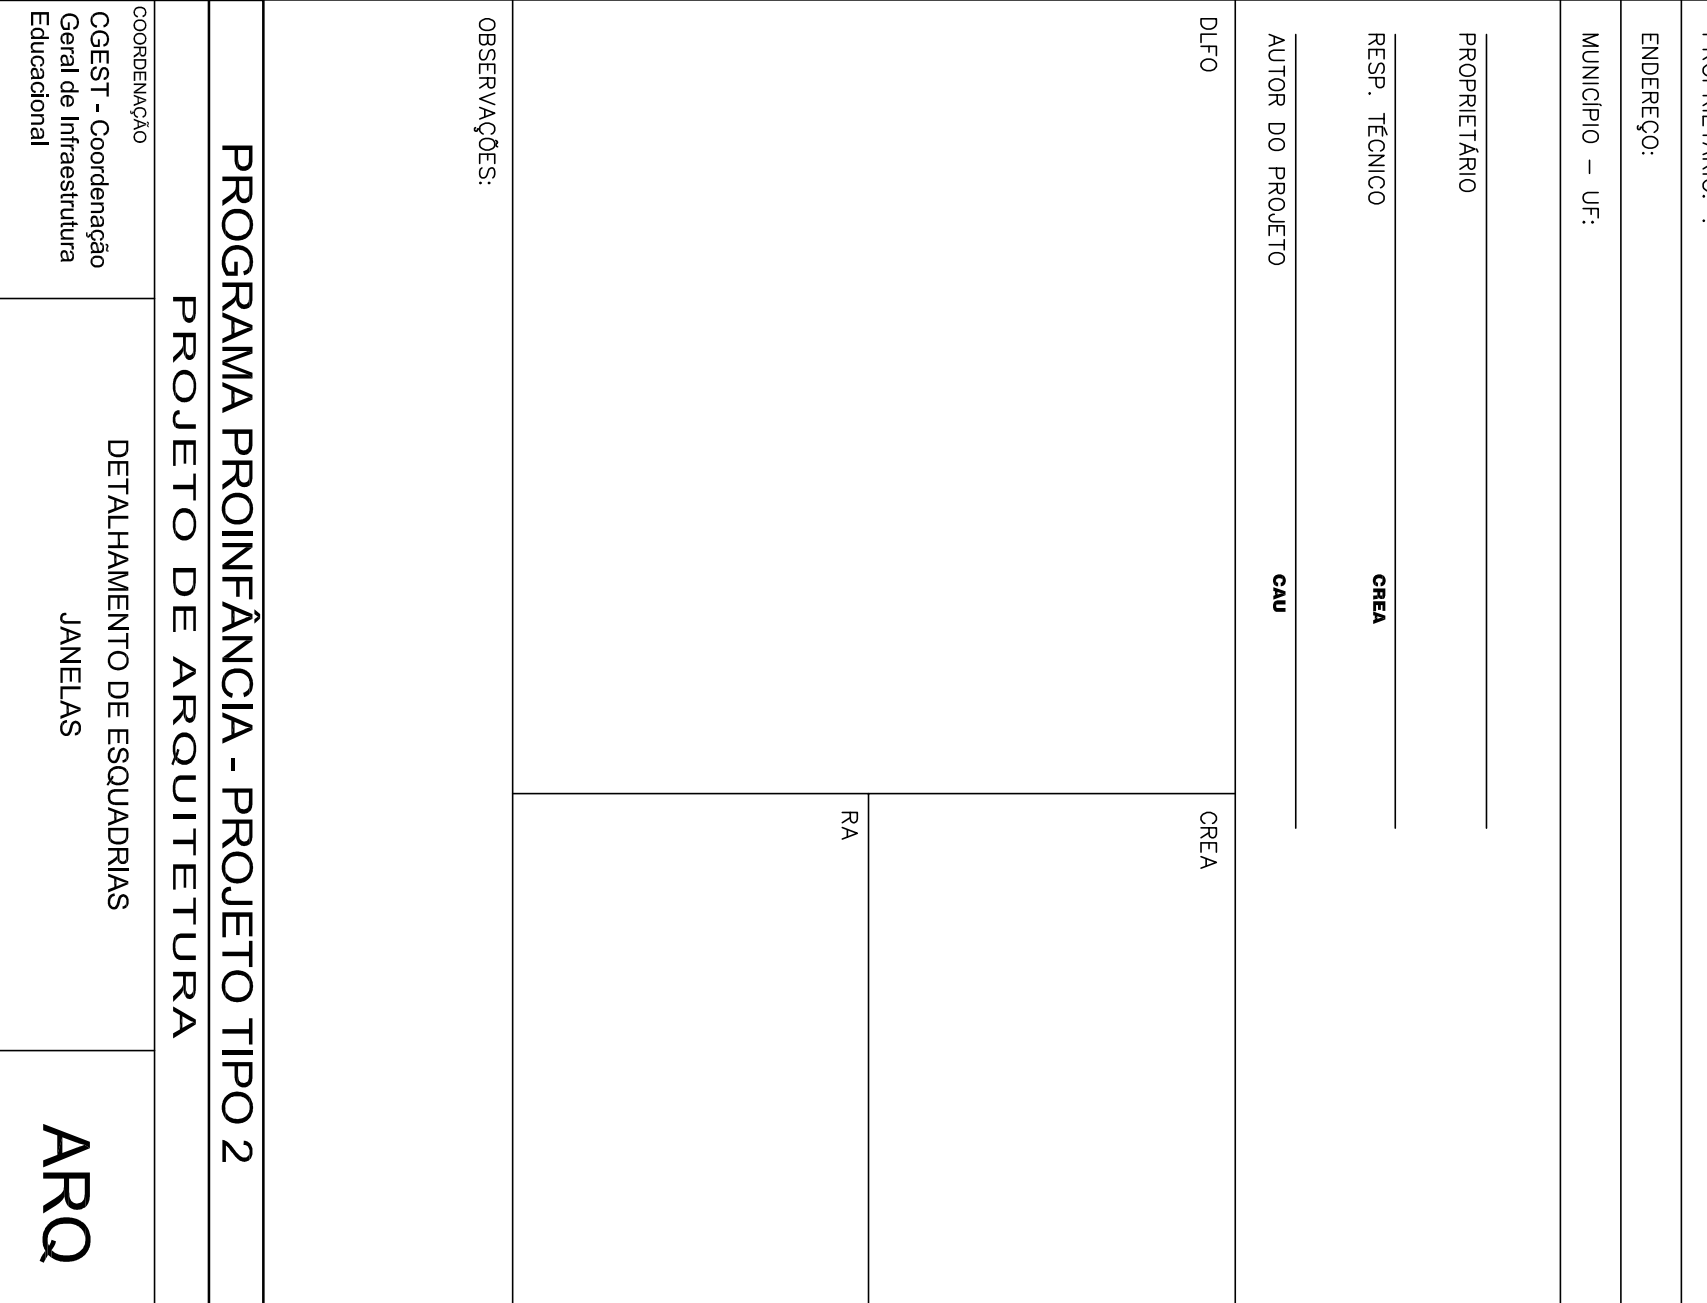 ENDEREÇO:
MUNICÍPIO – UF:
PROPRIETÁRIO
RESP. TÉCNICO
CREA
AUTOR DO PROJETO
CAU
DLFO
CREA
RA
OBSERVAÇÕES:
PROGRAMA PROINFÂNCIA - PROJETO TIPO 2
PROJETO DE ARQUITETURA
COORDENAÇÃO
CGEST - Coordenação
Geral de Infraestrutura
Educacional
DETALHAMENTO DE ESQUADRIAS
JANELAS
ARQ